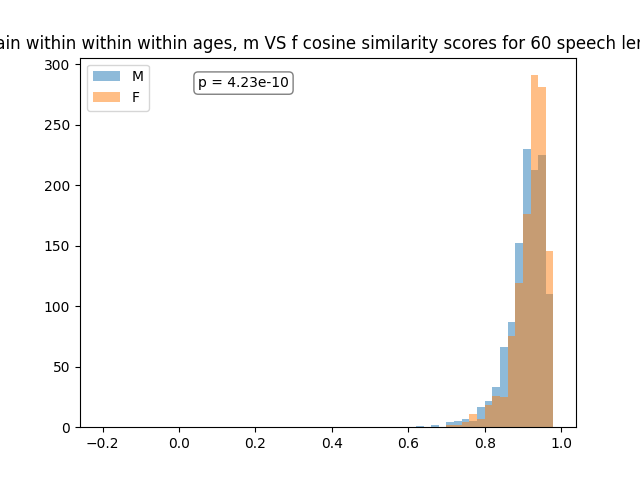 ain within within within ages, m VS f cosine similarity scores for 60 speech len
M
F
p = 4.23e-10
300
250
200
150
100
50
0
−0.2 0.0 0.2 0.4 0.6 0.8 1.0